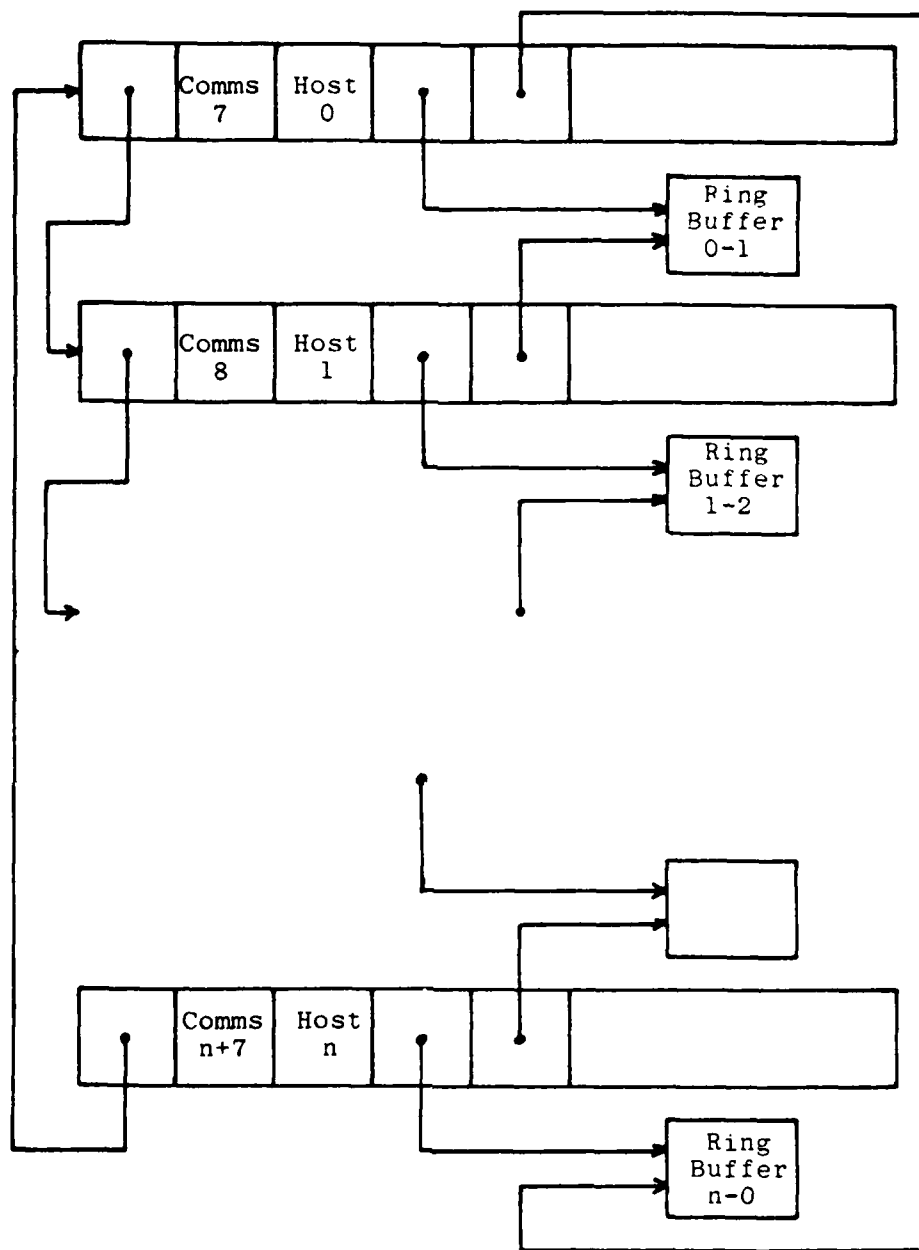 Comms Host
7 0
Ring
Buffer
0-1
Comms Host
8 1
Ring
Buffer
1-2
Comms Host
n+7 n
Ring
Buffer
n-0